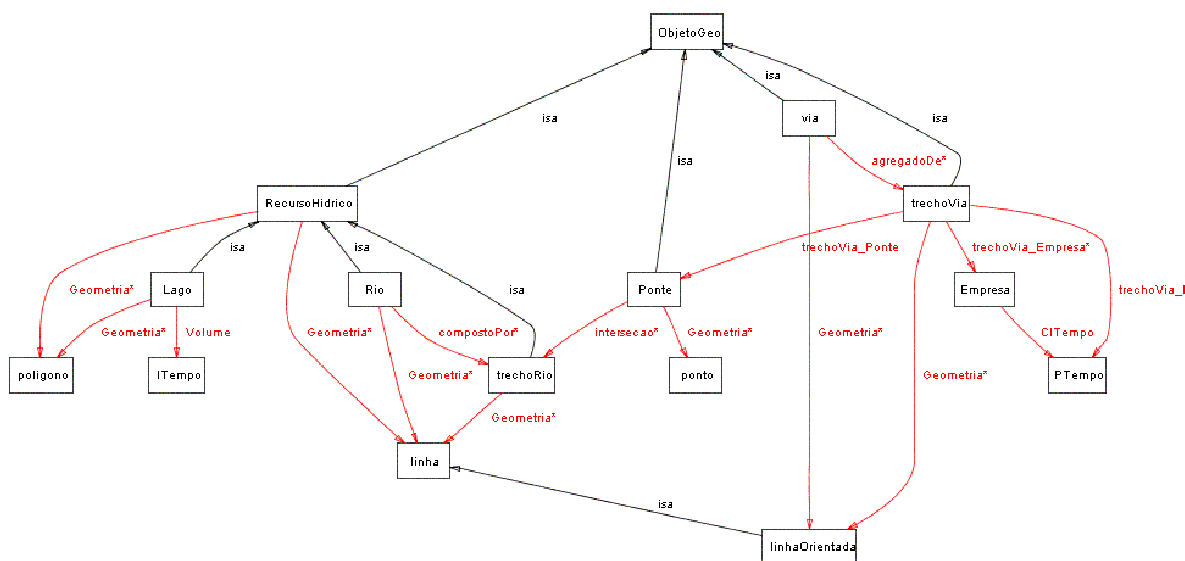 ObjetoGeo
isa
via
isa
isa
isa
agregadoDe*
RecursoHidrico
trechoVia
isa
isa
trechoVia_Ponte
trechoVia_Empresa*
Geometria*
Lago
Rio
isa
Ponte
Empresa
trechoVia_I
Geometria*
Volume
Geometria*
compostoPor*
intersecao*
Geometria*
Geometria*
CITempo
poligono
ITempo
Geometria*
trechoRio
ponto
Geometria*
PTempo
Geometria*
linha
isa
linhaOrientada